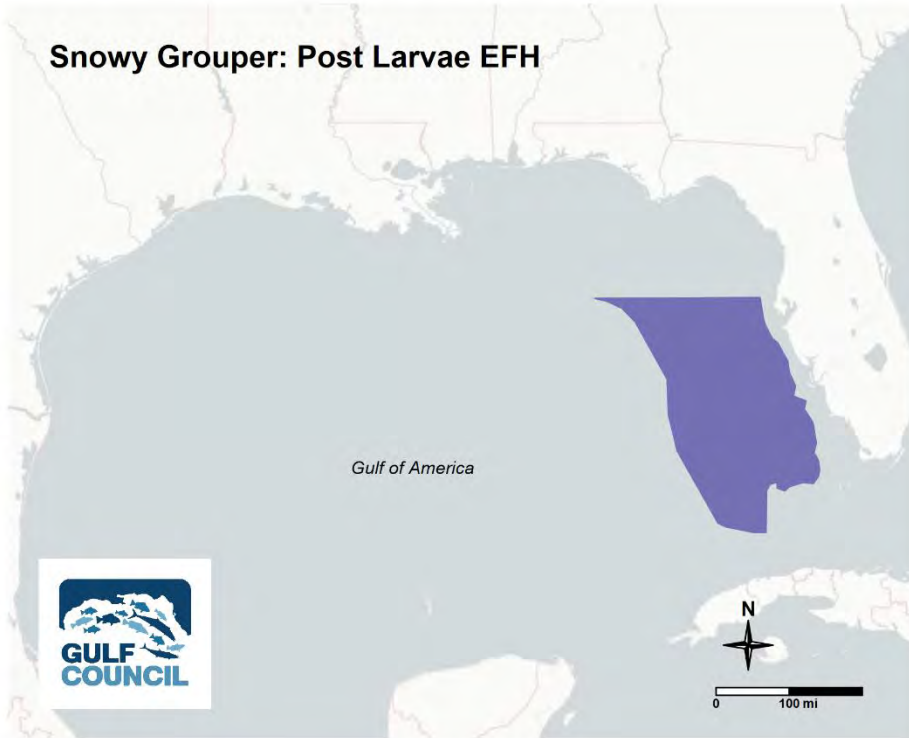 Snowy Grouper: Post Larvae EFH
Gulf of America
GULF
COUNCIL
N
0 100 mi